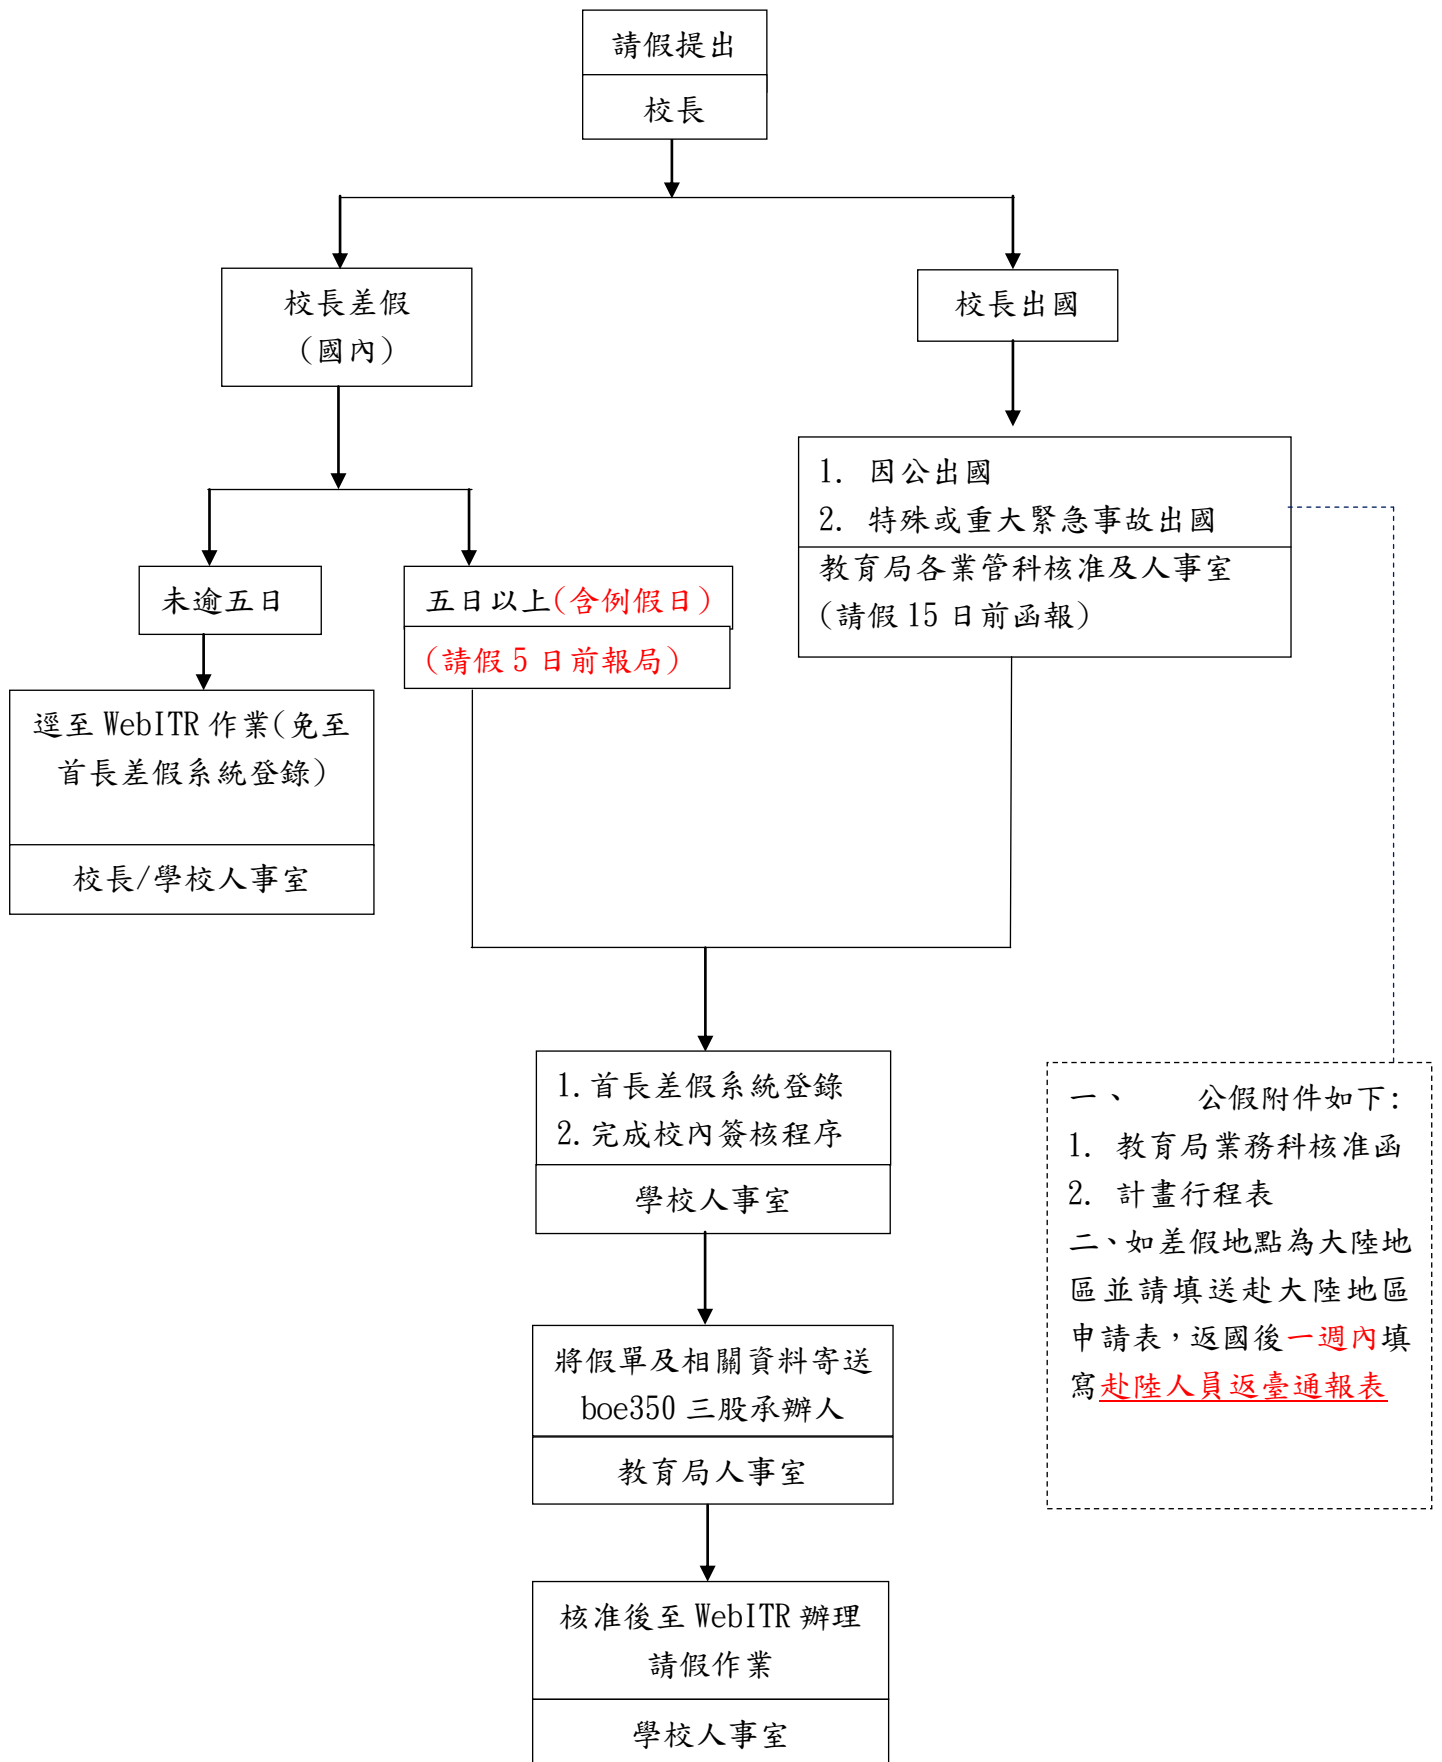 請假提出
校長
校長差假
(國內)
校長出國
1. 因公出國
2. 特殊或重大緊急事故出國
教育局各業管科核准及人事室
(請假 15 日前函報)
未逾五日
五日以上(含例假日)
(請假 5 日前報局)
逕至 WebITR 作業(免至
首長差假系統登錄)
校長/學校人事室
1. 首長差假系統登錄
2. 完成校內簽核程序
學校人事室
一、 公假附件如下:
1. 教育局業務科核准函
2. 計畫行程表
二、如差假地點為大陸地
區並請填送赴大陸地區
申請表，返國後一週內填
寫赴陸人員返臺通報表
將假單及相關資料寄送
boe350 三股承辦人
教育局人事室
核准後至 WebITR 辦理
請假作業
學校人事室